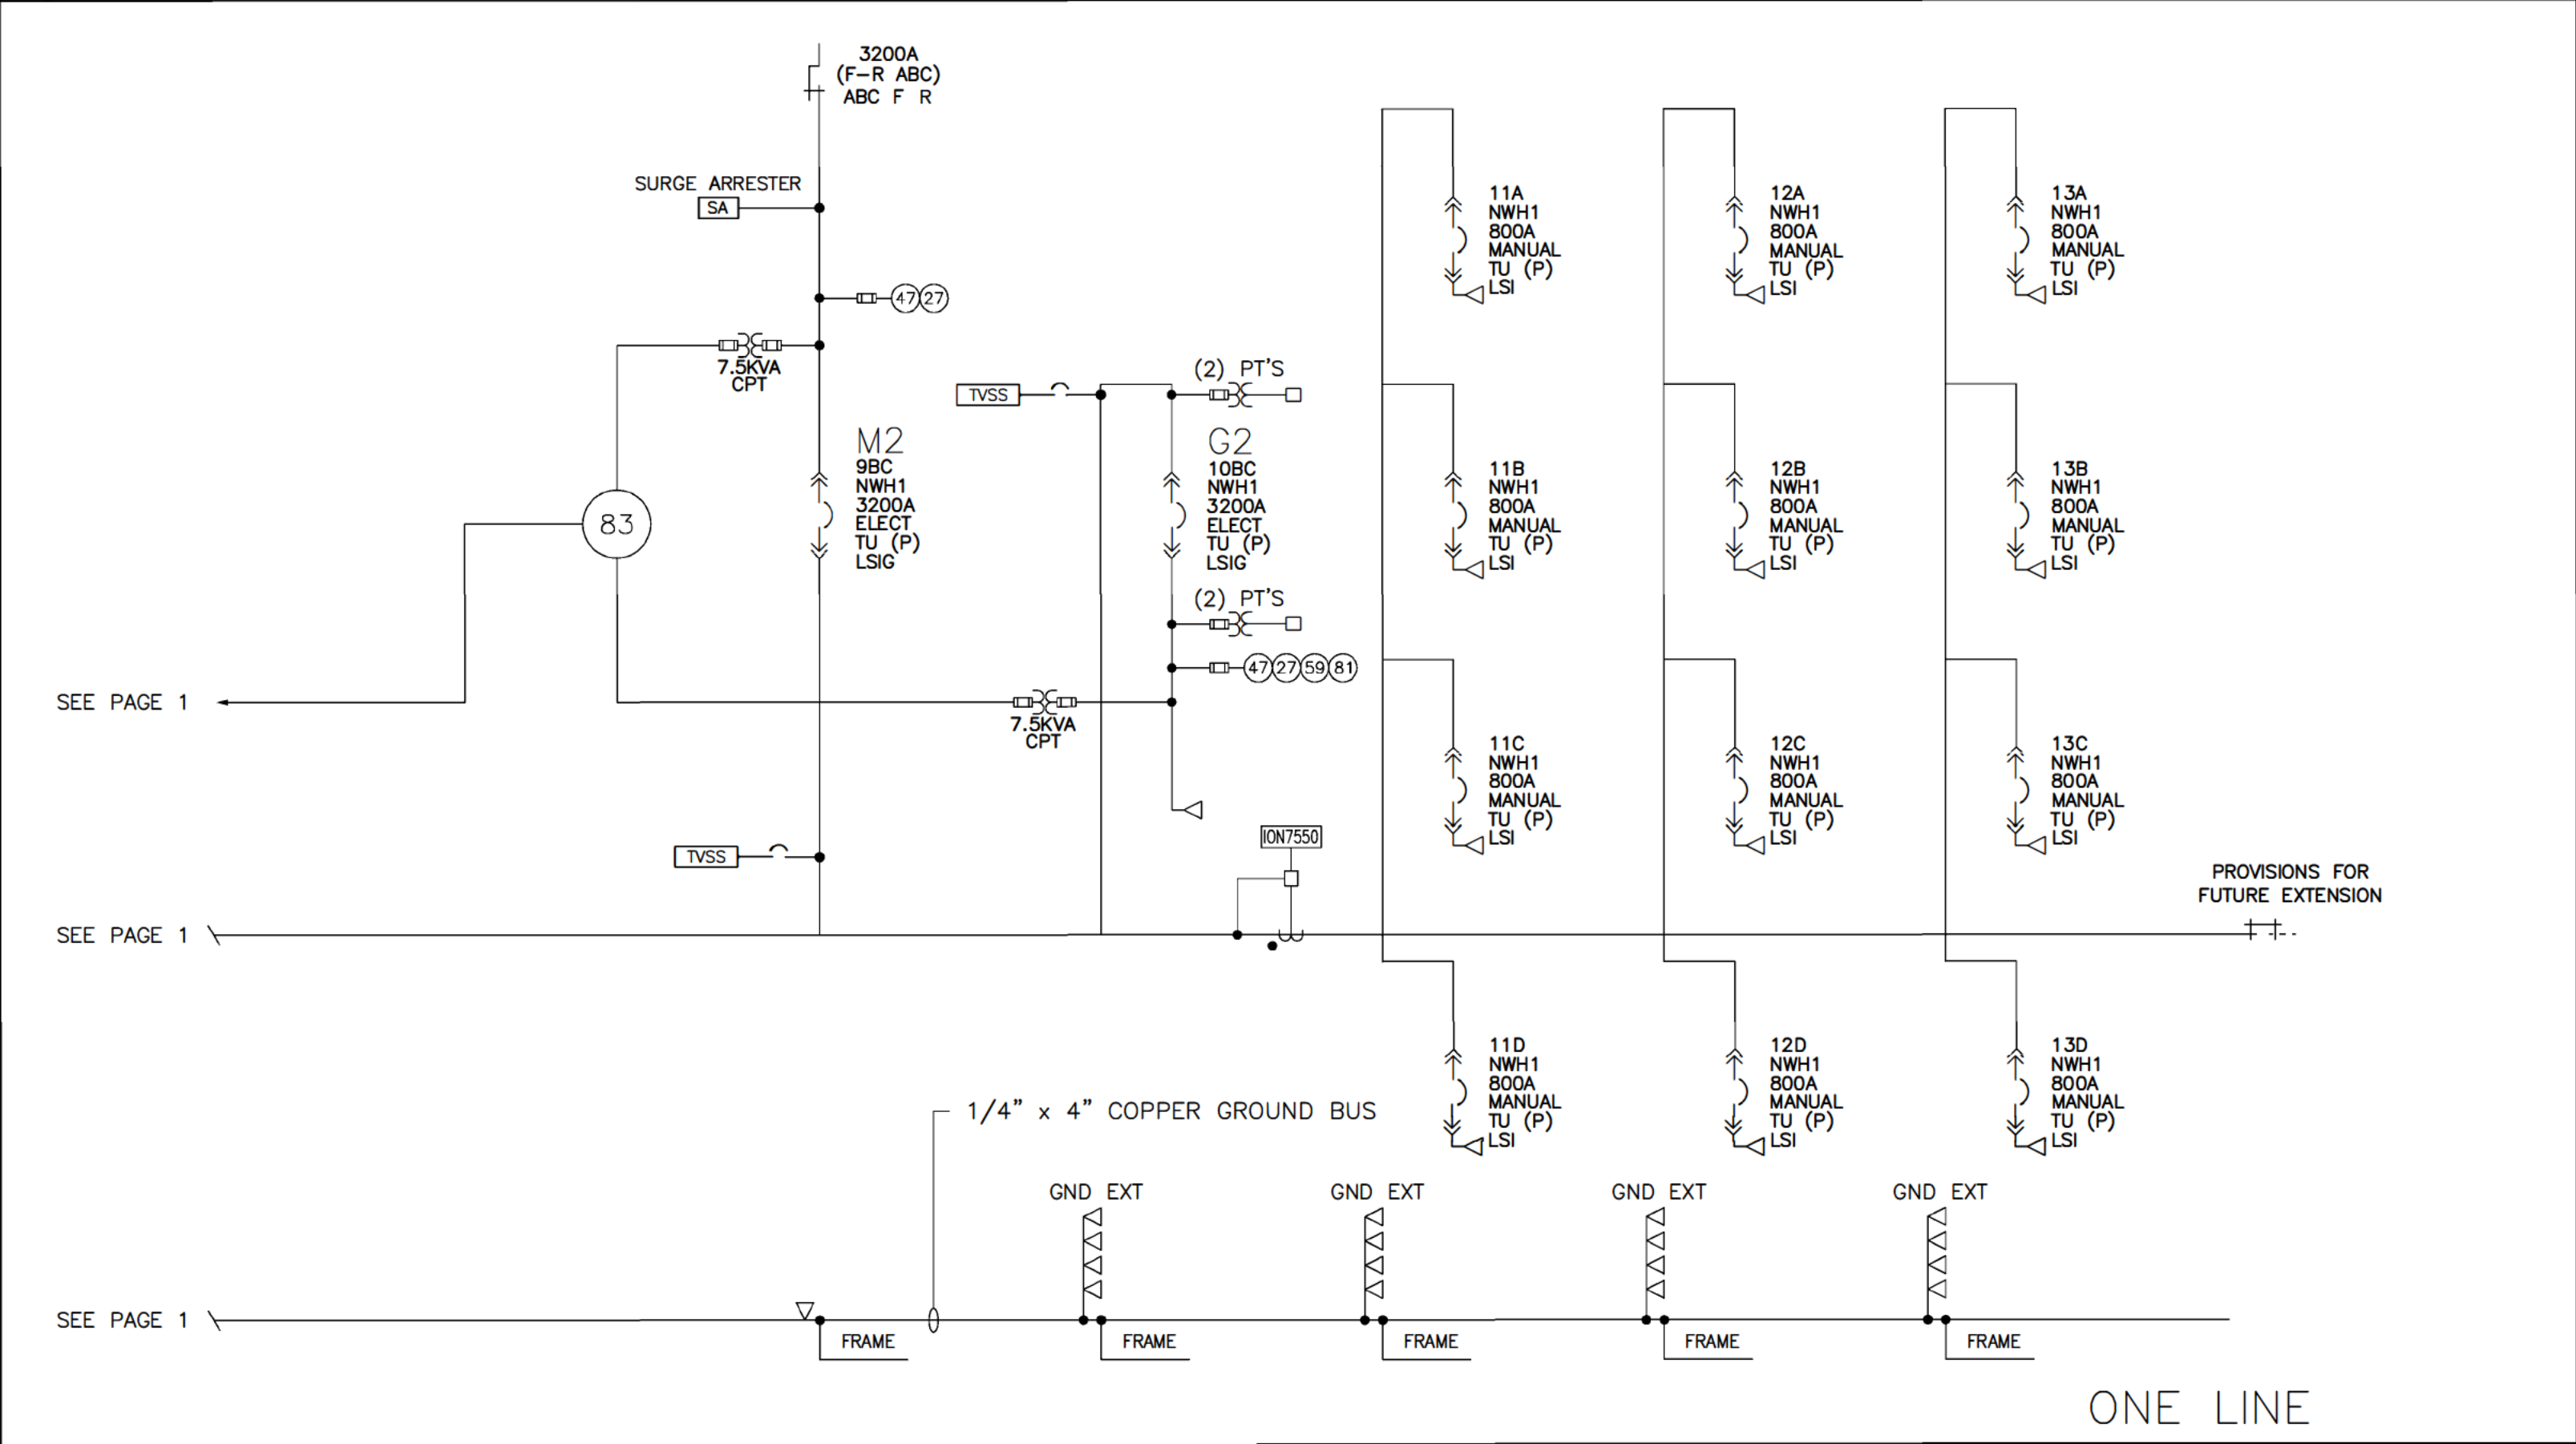 3200A
(F-R ABC)
ABC F R
SURGE ARRESTER
SA
47 27
7.5KVA
CPT
TVSS
(2) PT'S
M2
9BC
NWH1
3200A
ELECT
TU (P)
LSIG
G2
10BC
NWH1
3200A
ELECT
TU (P)
LSIG
83
(2) PT'S
47 27 59 81
SEE PAGE 1
7.5KVA
CPT
ION7550
TVSS
SEE PAGE 1
11A
NWH1
800A
MANUAL
TU (P)
LSI
12A
NWH1
800A
MANUAL
TU (P)
LSI
13A
NWH1
800A
MANUAL
TU (P)
LSI
11B
NWH1
800A
MANUAL
TU (P)
LSI
12B
NWH1
800A
MANUAL
TU (P)
LSI
13B
NWH1
800A
MANUAL
TU (P)
LSI
11C
NWH1
800A
MANUAL
TU (P)
LSI
12C
NWH1
800A
MANUAL
TU (P)
LSI
13C
NWH1
800A
MANUAL
TU (P)
LSI
PROVISIONS FOR
FUTURE EXTENSION
11D
NWH1
800A
MANUAL
TU (P)
LSI
12D
NWH1
800A
MANUAL
TU (P)
LSI
13D
NWH1
800A
MANUAL
TU (P)
LSI
1/4” x 4” COPPER GROUND BUS
GND EXT
GND EXT
GND EXT
GND EXT
SEE PAGE 1
FRAME
FRAME
FRAME
FRAME
FRAME
ONE LINE